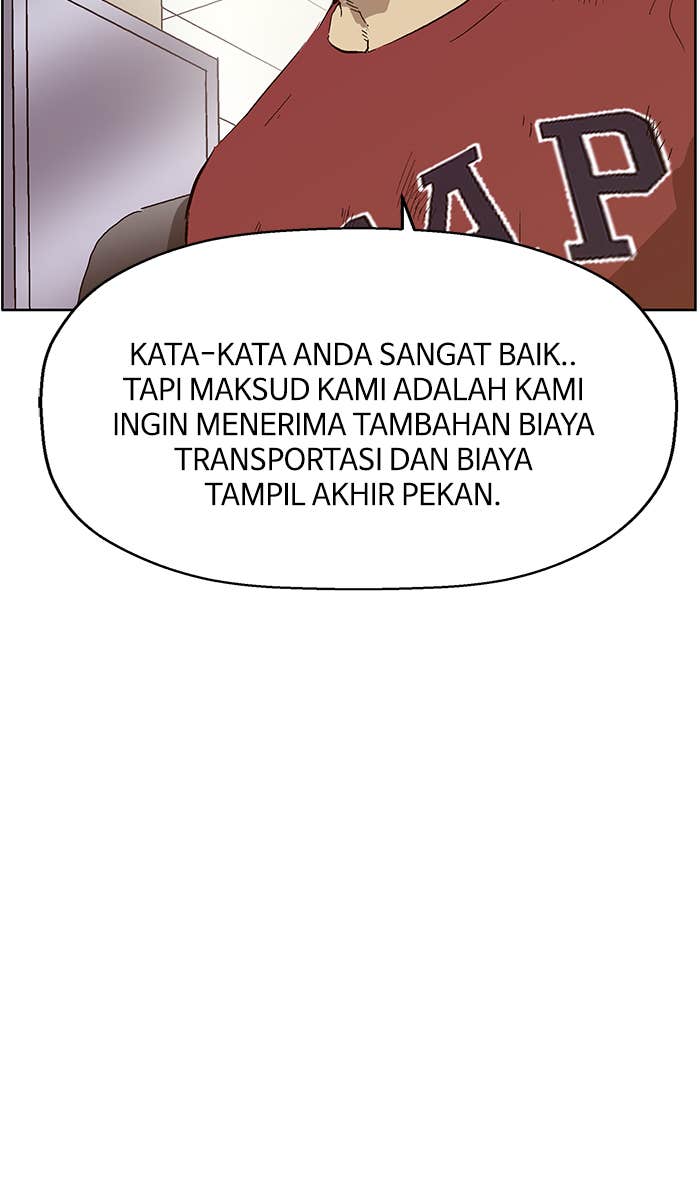 AP
KATA-KATA ANDA SANGAT BAIK..
TAPI MAKSUD KAMI ADALAH KAMI
INGIN MENERIMA TAMBAHAN BIAYA
TRANSPORTASI DAN BIAYA
TAMPIL AKHIR PEKAN.